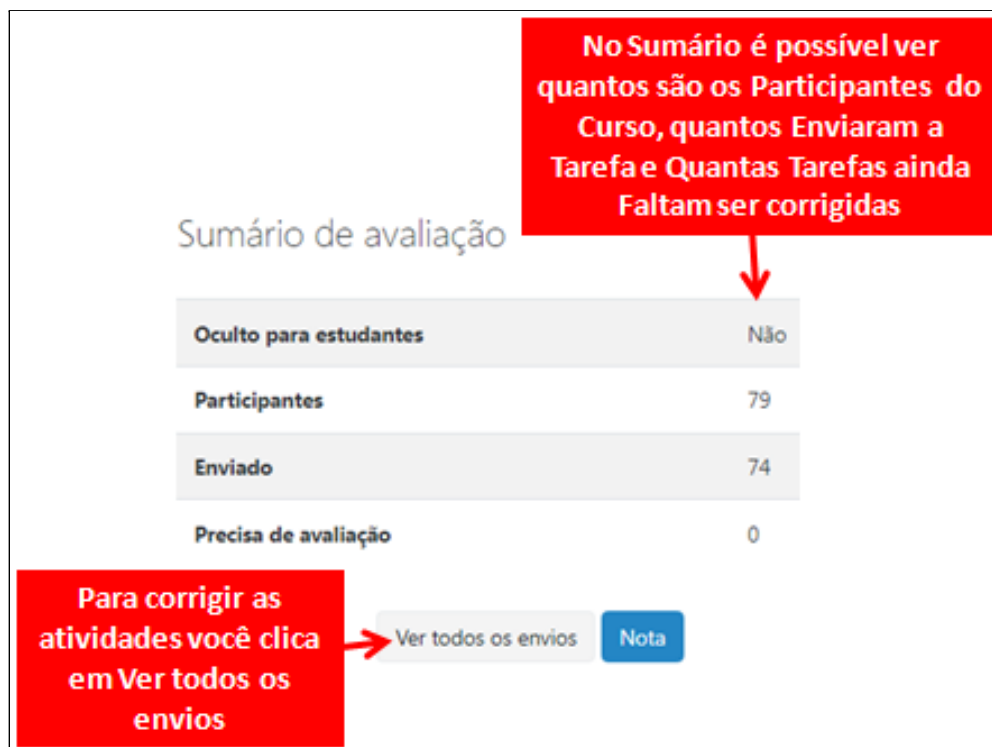 No Sumário é possível ver
quantos são os Participantes do
Curso, quantos Enviaram a
Tarefa e Quantas Tarefas ainda
Faltam ser corrigidas
Sumário de avaliação
Oculto para estudantes Não
Participantes 79
Enviado 74
Precisa de avaliação 0
Para corrigir as
atividades você clica
em Ver todos os
envios
Ver todos os envios Nota